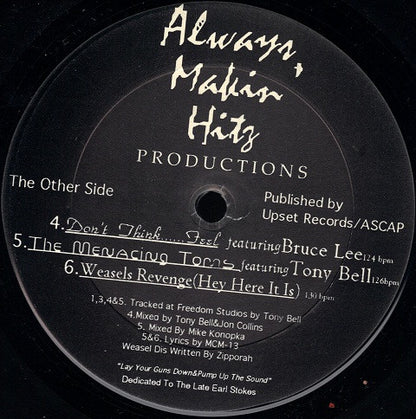 Always,
Makin
Hitz
PRODUCTIONS
The Other Side
Published by
Upset Records/ASCAP
4. Don't Think......Feel featuring Bruce Lee 124 bpm
5. The Menacing Toms featuring Tony Bell 126bpm
6. Weasels Revenge(Hey Here It Is) 130 bpm
1,3,4&5. Tracked at Freedom Studios by Tony Bell
4.Mixed by Tony Bell&Jon Collins
5. Mixed By Mike Konopka
5&6. Lyrics by MCM-13
Weasel Dis Written By Zipporah
"Lay Your Guns Down&Pump Up The Sound"
Dedicated To The Late Earl Stokes